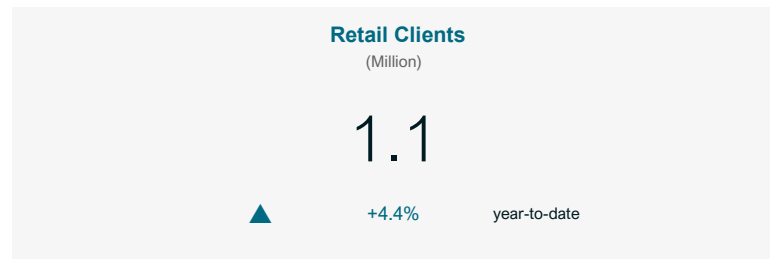 Retail Clients
(Million)
1.1
+4.4% year-to-date